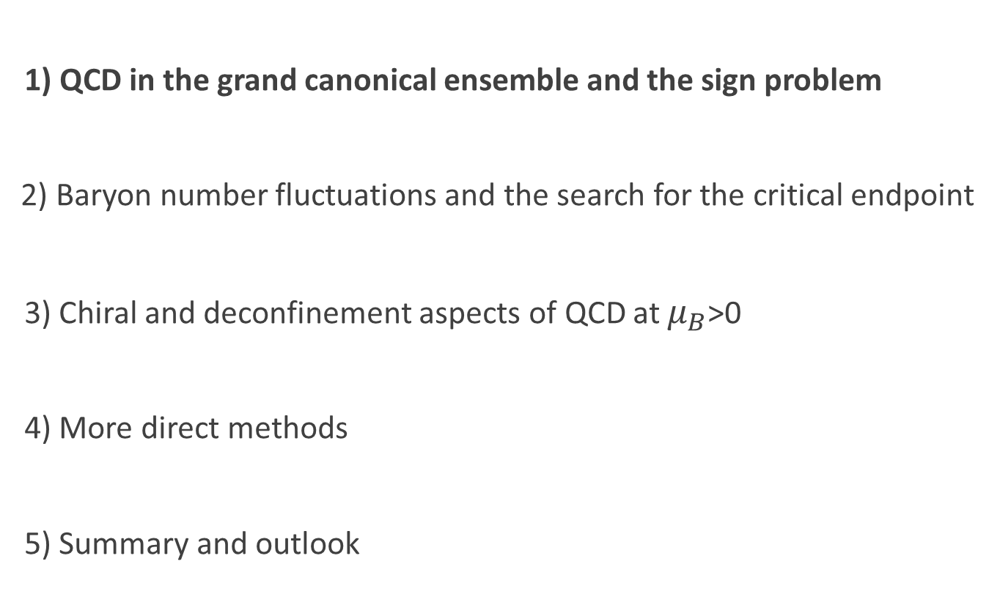 1) QCD in the grand canonical ensemble and the sign problem
2) Baryon number fluctuations and the search for the critical endpoint
3) Chiral and deconfinement aspects of QCD at μ_B>0
4) More direct methods
5) Summary and outlook